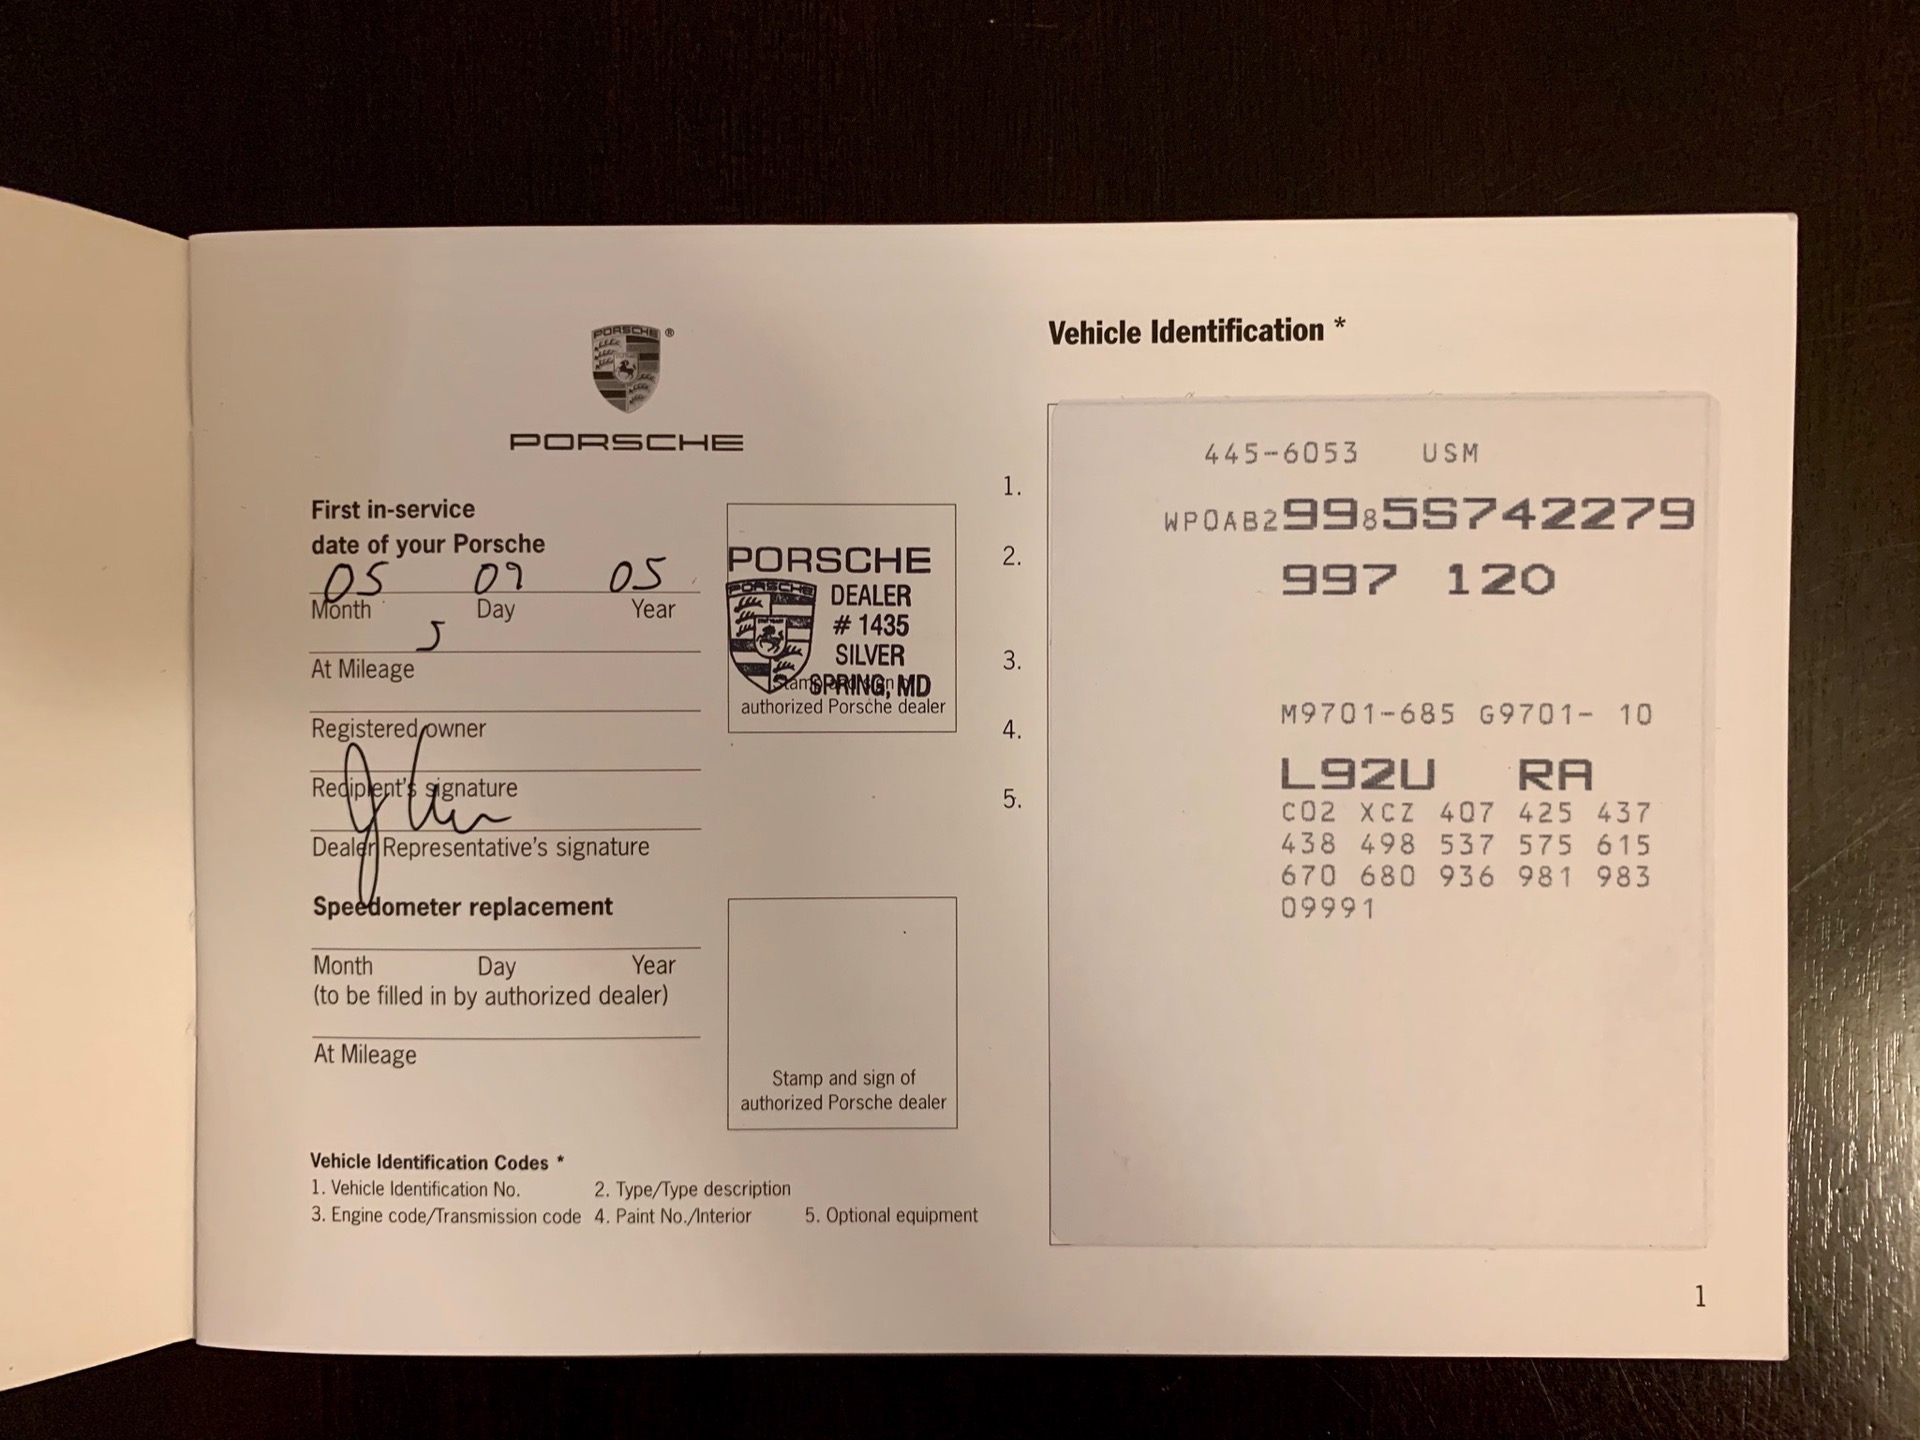 PORSCHE ®
PORSCHE
First in-service
date of your Porsche
05 09 05
Month Day Year
5
At Mileage
Registered owner
Recipient's signature
Dealer Representative's signature
PORSCHE
PORSCHE
DEALER
# 1435
SILVER
SPRING, MD
authorized Porsche dealer
Speedometer replacement
Month Day Year
(to be filled in by authorized dealer)
At Mileage
Stamp and sign of
authorized Porsche dealer
Vehicle Identification Codes *
1. Vehicle Identification No. 2. Type/Type description
3. Engine code/Transmission code 4. Paint No./Interior 5. Optional equipment
Vehicle Identification *
445-6053 USM
1.
WP0AB29985S742279
2.
997 120
3.
M9701-685 G9701- 10
4.
L92U RA
5.
C02 XCZ 407 425 437
438 498 537 575 615
670 680 936 981 983
09991
1